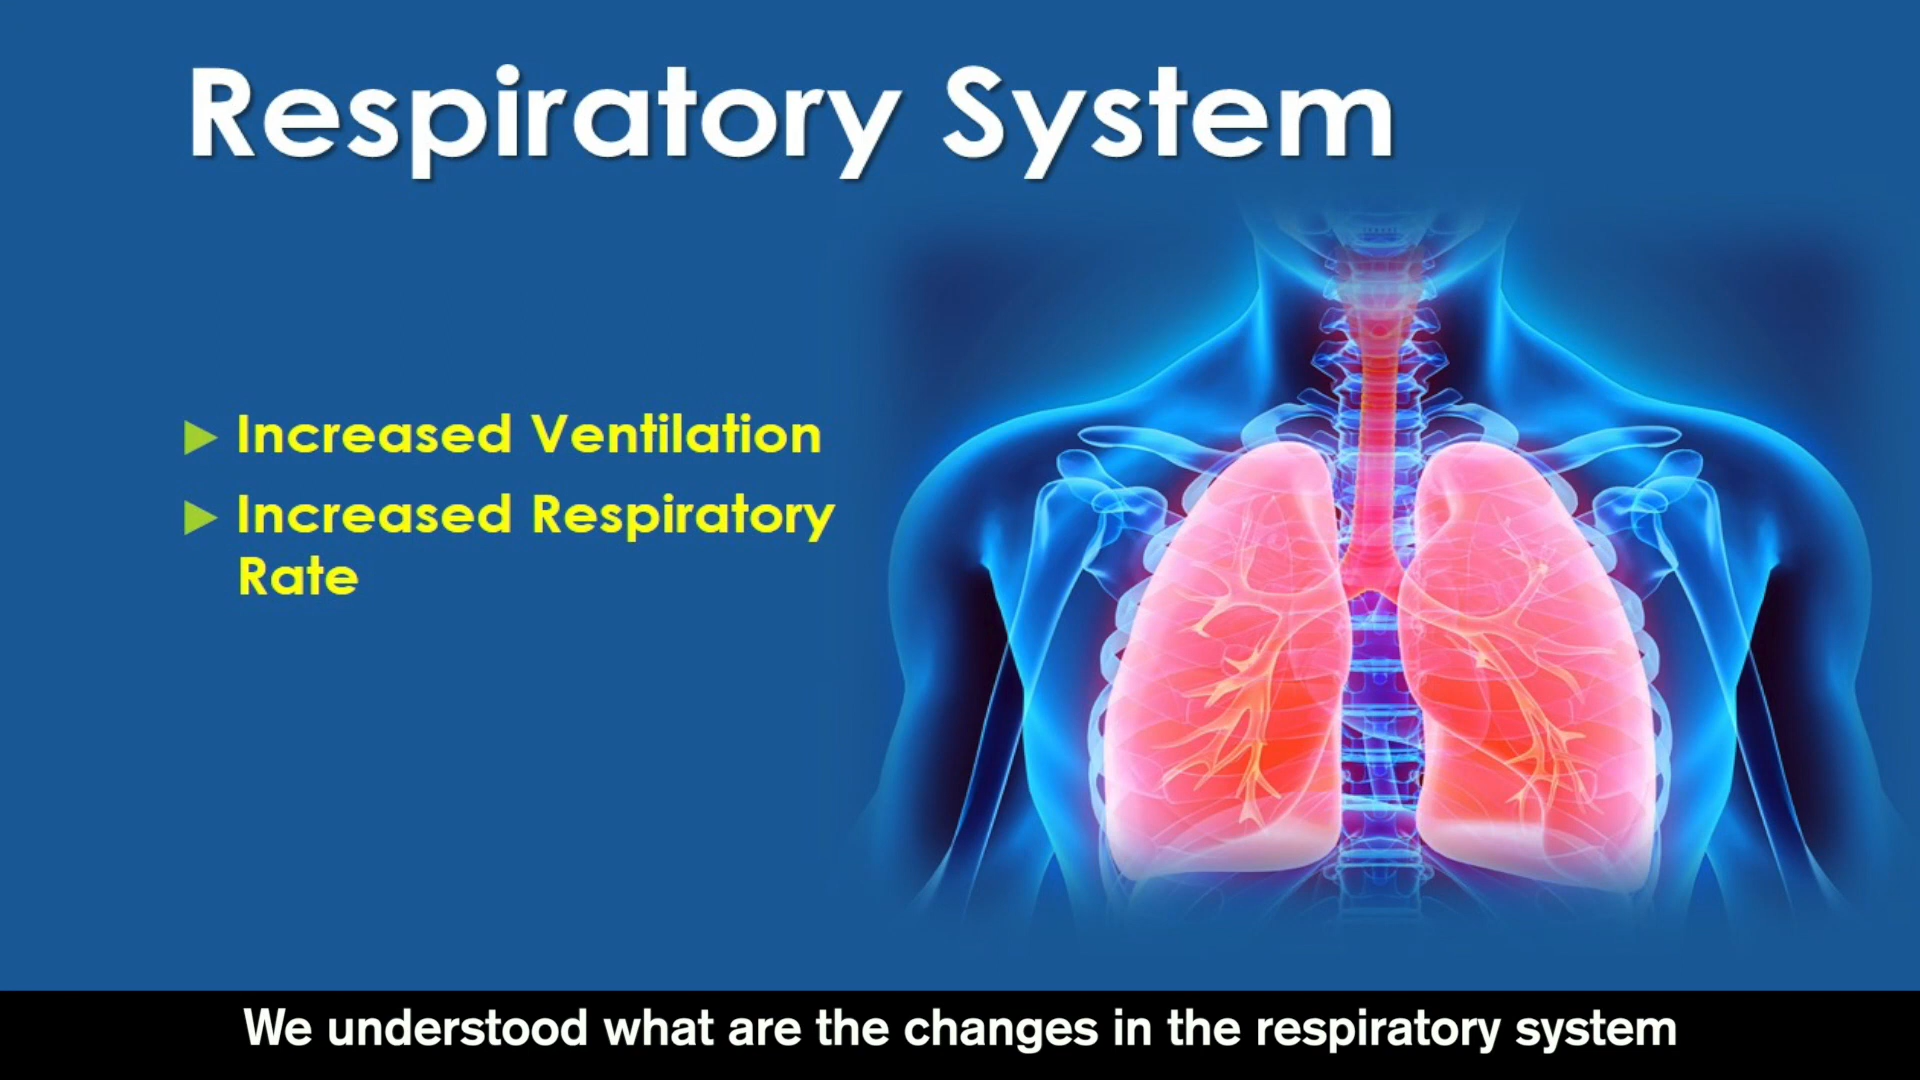 Respiratory System
Increased Ventilation
Increased Respiratory
Rate
We understood what are the changes in the respiratory system